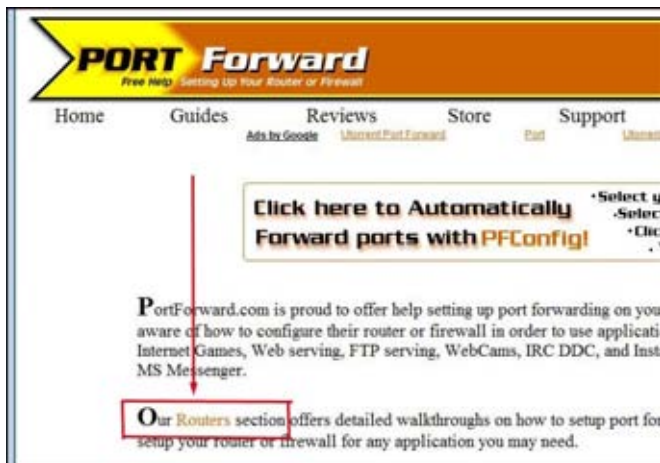 PORT Forward
Free Help Setting Up Your Router or Firewall
Home Guides Reviews Store Support
Ads by Google Utorrent Port Forward Port Utorrent
Click here to Automatically
Forward ports with PFConfig!
•Select y
•Selec
•Clic
PortForward.com is proud to offer help setting up port forwarding on you
aware of how to configure their router or firewall in order to use applicati
Internet Games, Web serving, FTP serving, WebCams, IRC DDC, and Inst
MS Messenger.
Our Routers section offers detailed walkthroughs on how to setup port for
setup your router or firewall for any application you may need.